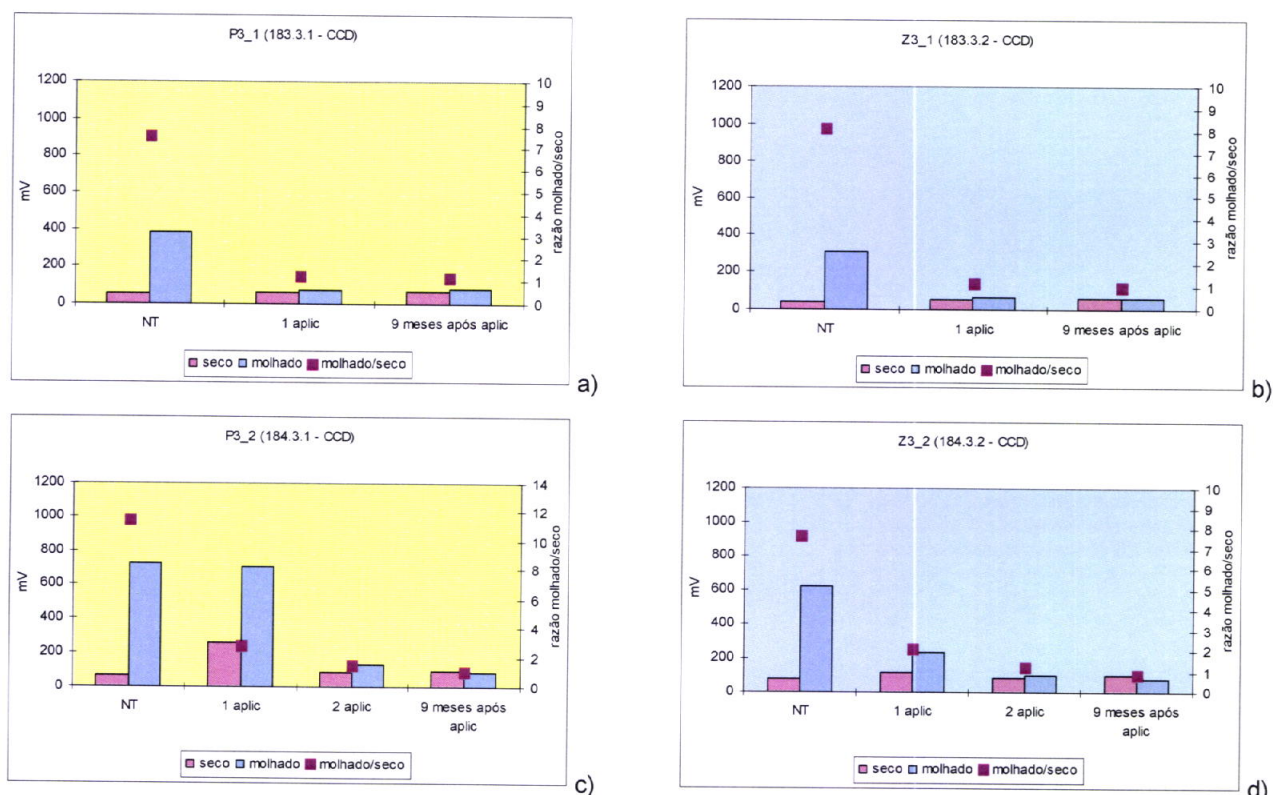 P3_1 (183.3.1 - CCD)
1200
1000
800
600
400
200
0
mV
10
9
8
7
6
5
4
3
2
1
0
razão molhado/seco
NT
1 aplic
9 meses após aplic
seco
molhado
molhado/seco
a)
Z3_1 (183.3.2 - CCD)
1200
1000
800
600
400
200
0
mV
10
9
8
7
6
5
4
3
2
1
0
razão molhado/seco
NT
1 aplic
9 meses após aplic
seco
molhado
molhado/seco
b)
P3_2 (184.3.1 - CCD)
1200
1000
800
600
400
200
0
mV
14
12
10
8
6
4
2
0
razão molhado/seco
NT
1 aplic
2 aplic
9 meses após
aplic
seco
molhado
molhado/seco
c)
Z3_2 (184.3.2 - CCD)
1200
1000
800
600
400
200
0
mV
10
9
8
7
6
5
4
3
2
1
0
razão molhado/seco
NT
1 aplic
2 aplic
9 meses após
aplic
seco
molhado
molhado/seco
d)